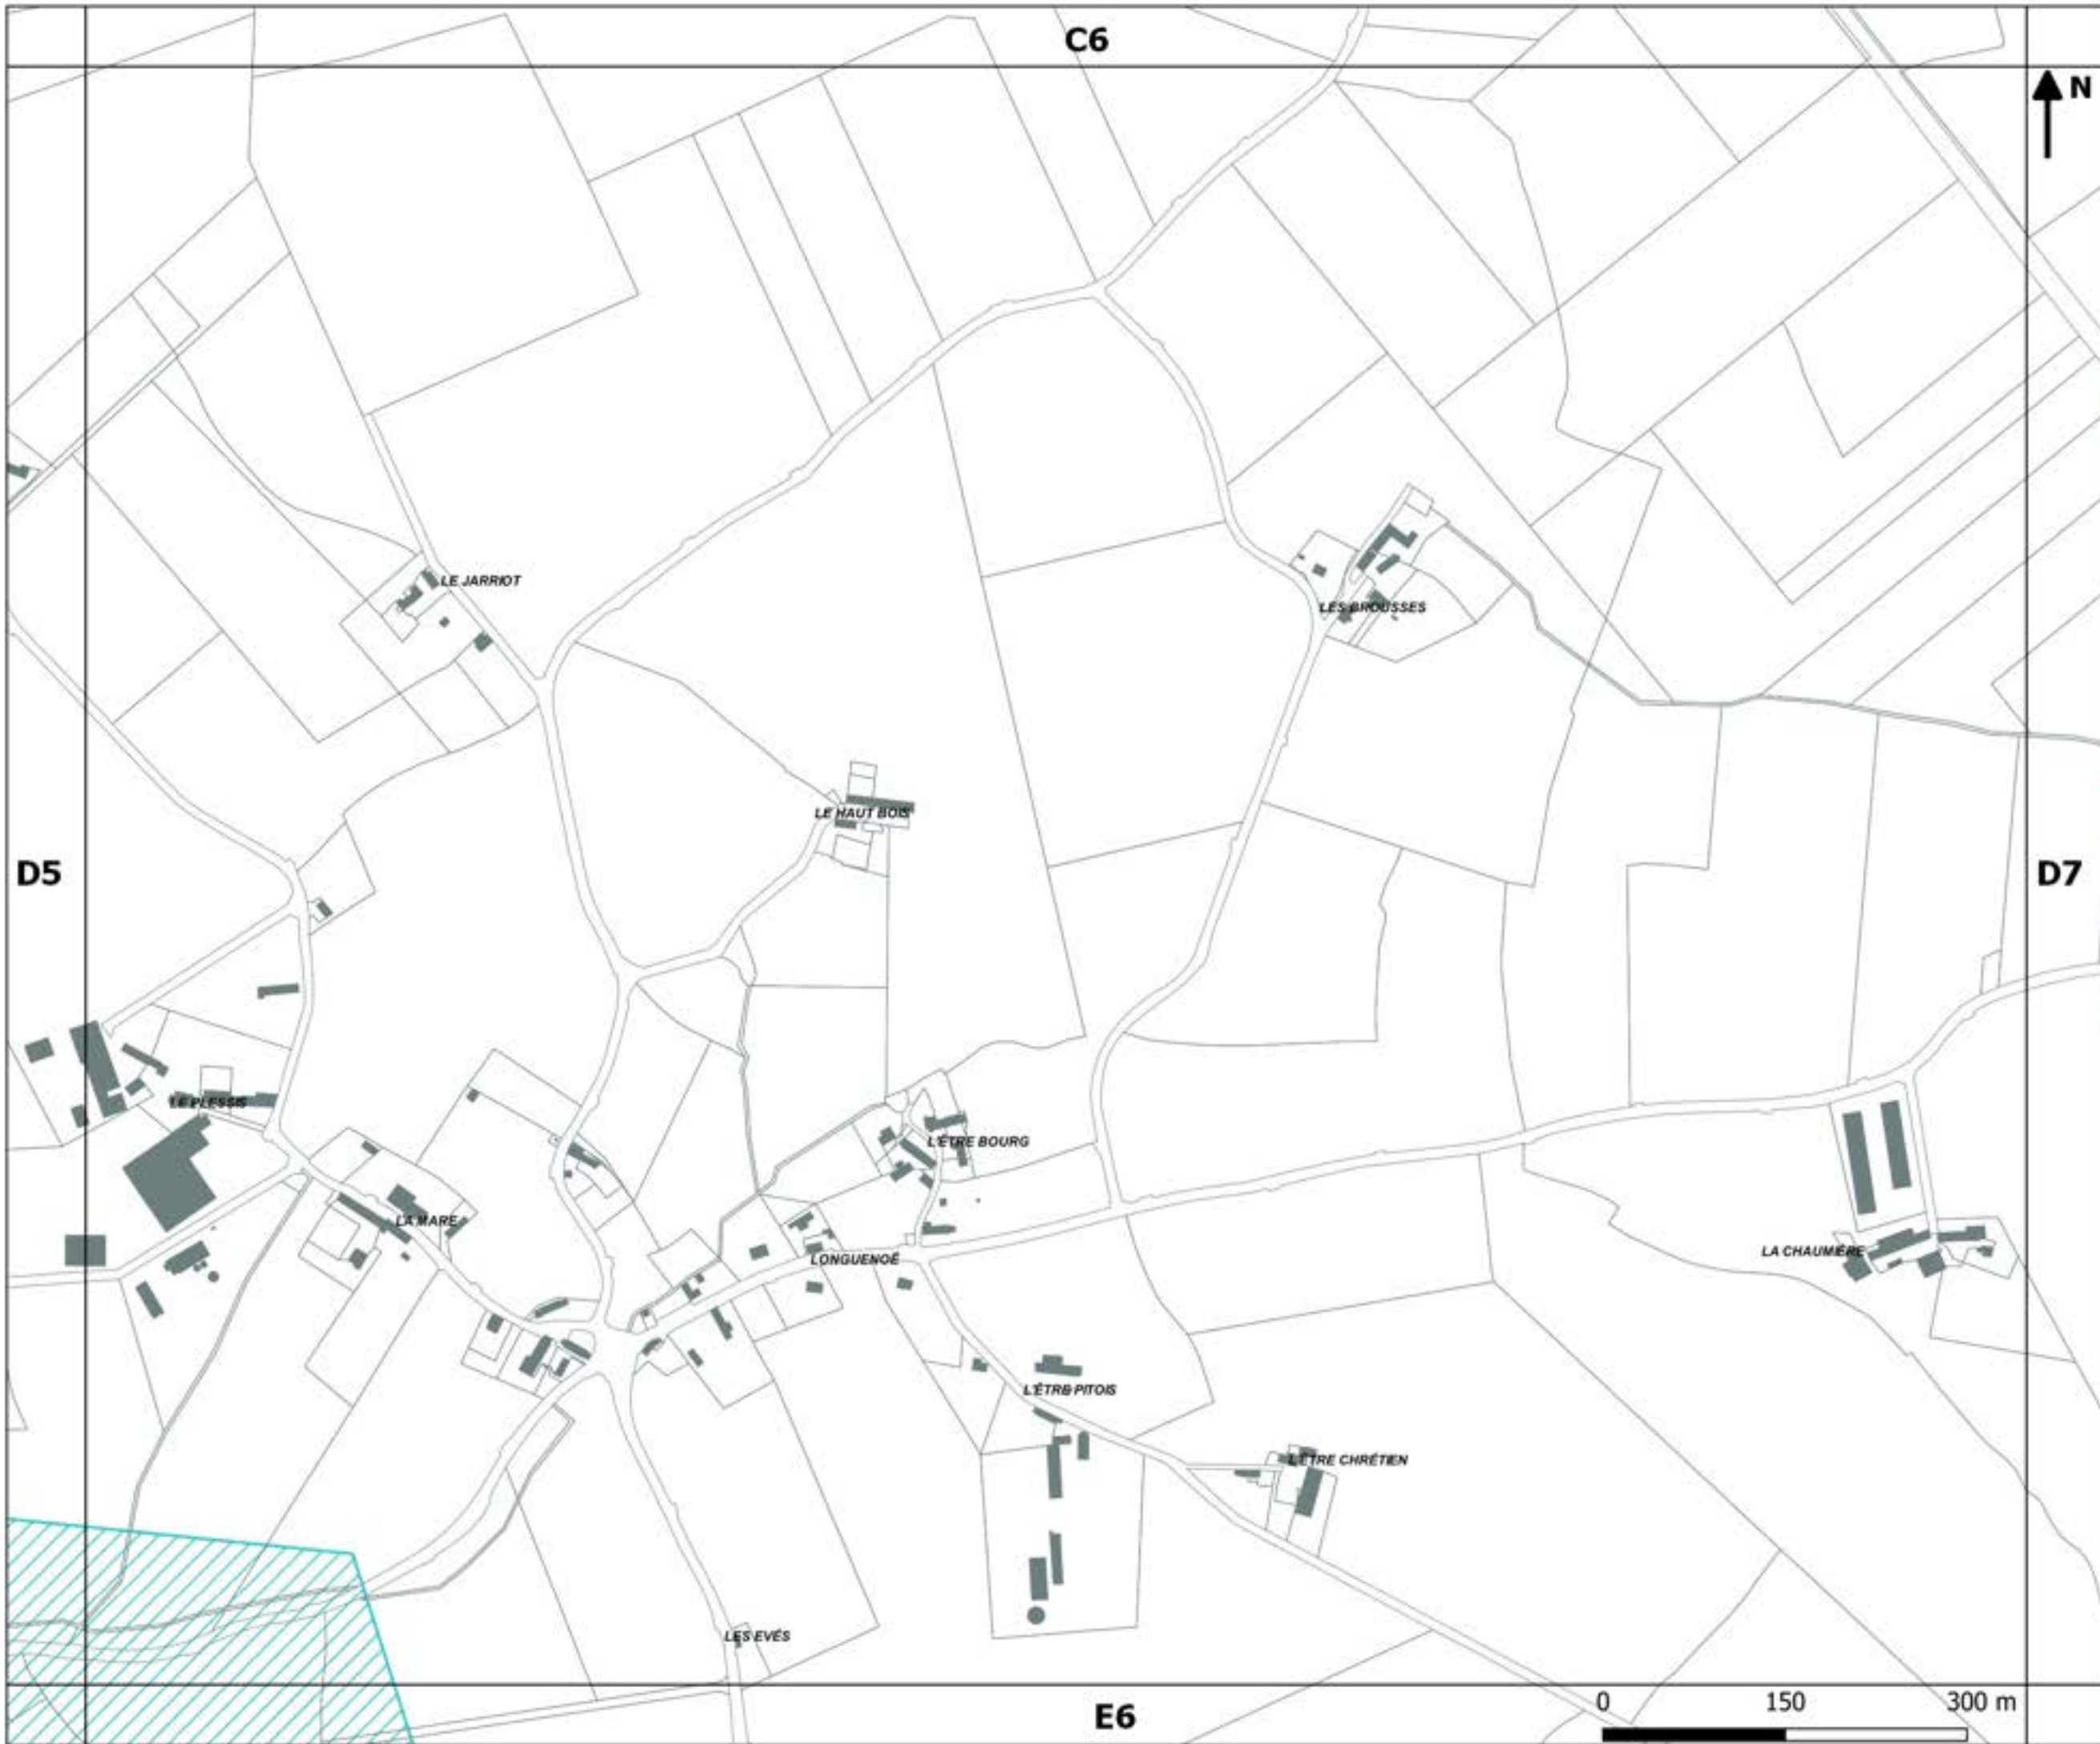 C6
N
LE JARRIOT
LES BROUSSES
LE HAUT BOIS
D5
D7
LE PLESSIS
L'ÊTRE BOURG
LA MARE
LONGUENOË
LA CHAUMIÈRE
L'ÊTRE PITOIS
L'ÊTRE CHRÉTIEN
LES EVÉS
0 150 300 m
E6